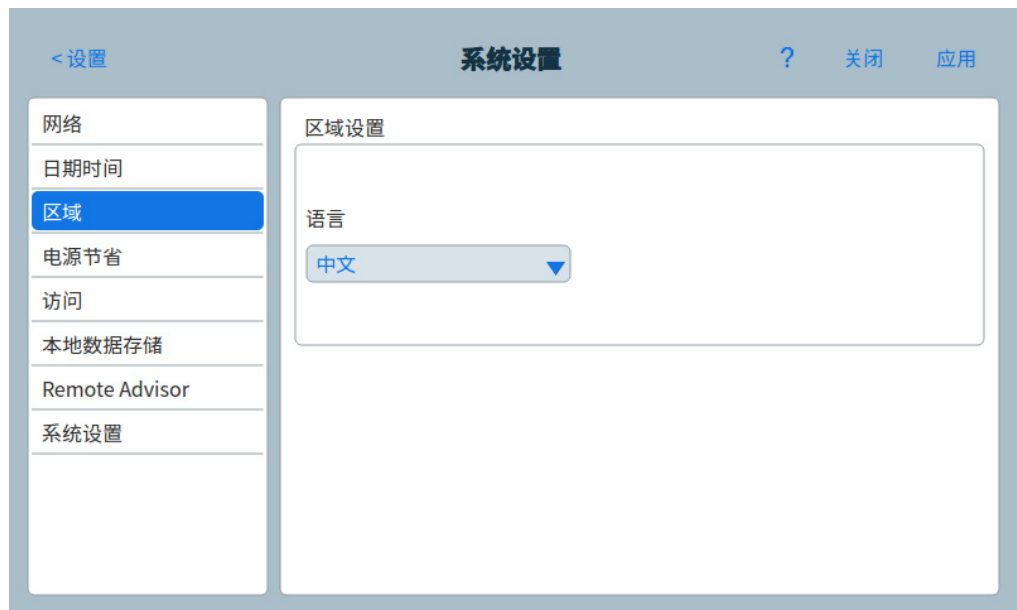 < 设置
系统设置
?
关闭
应用
网络
日期时间
区域
电源节省
访问
本地数据存储
Remote Advisor
系统设置
区域设置
语言
中文